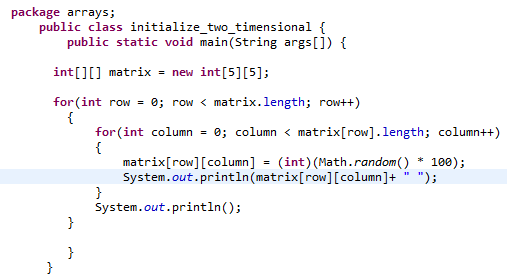 package arrays;
public class initialize_two_timensional {
public static void main(String args[]) {
int[][] matrix = new int[5][5];
for(int row = 0; row < matrix.length; row++)
{
for(int column = 0; column < matrix[row].length; column++)
{
matrix[row][column] = (int)(Math.random() * 100);
System.out.println(matrix[row][column]+ " ");
}
System.out.println();
}
}
}